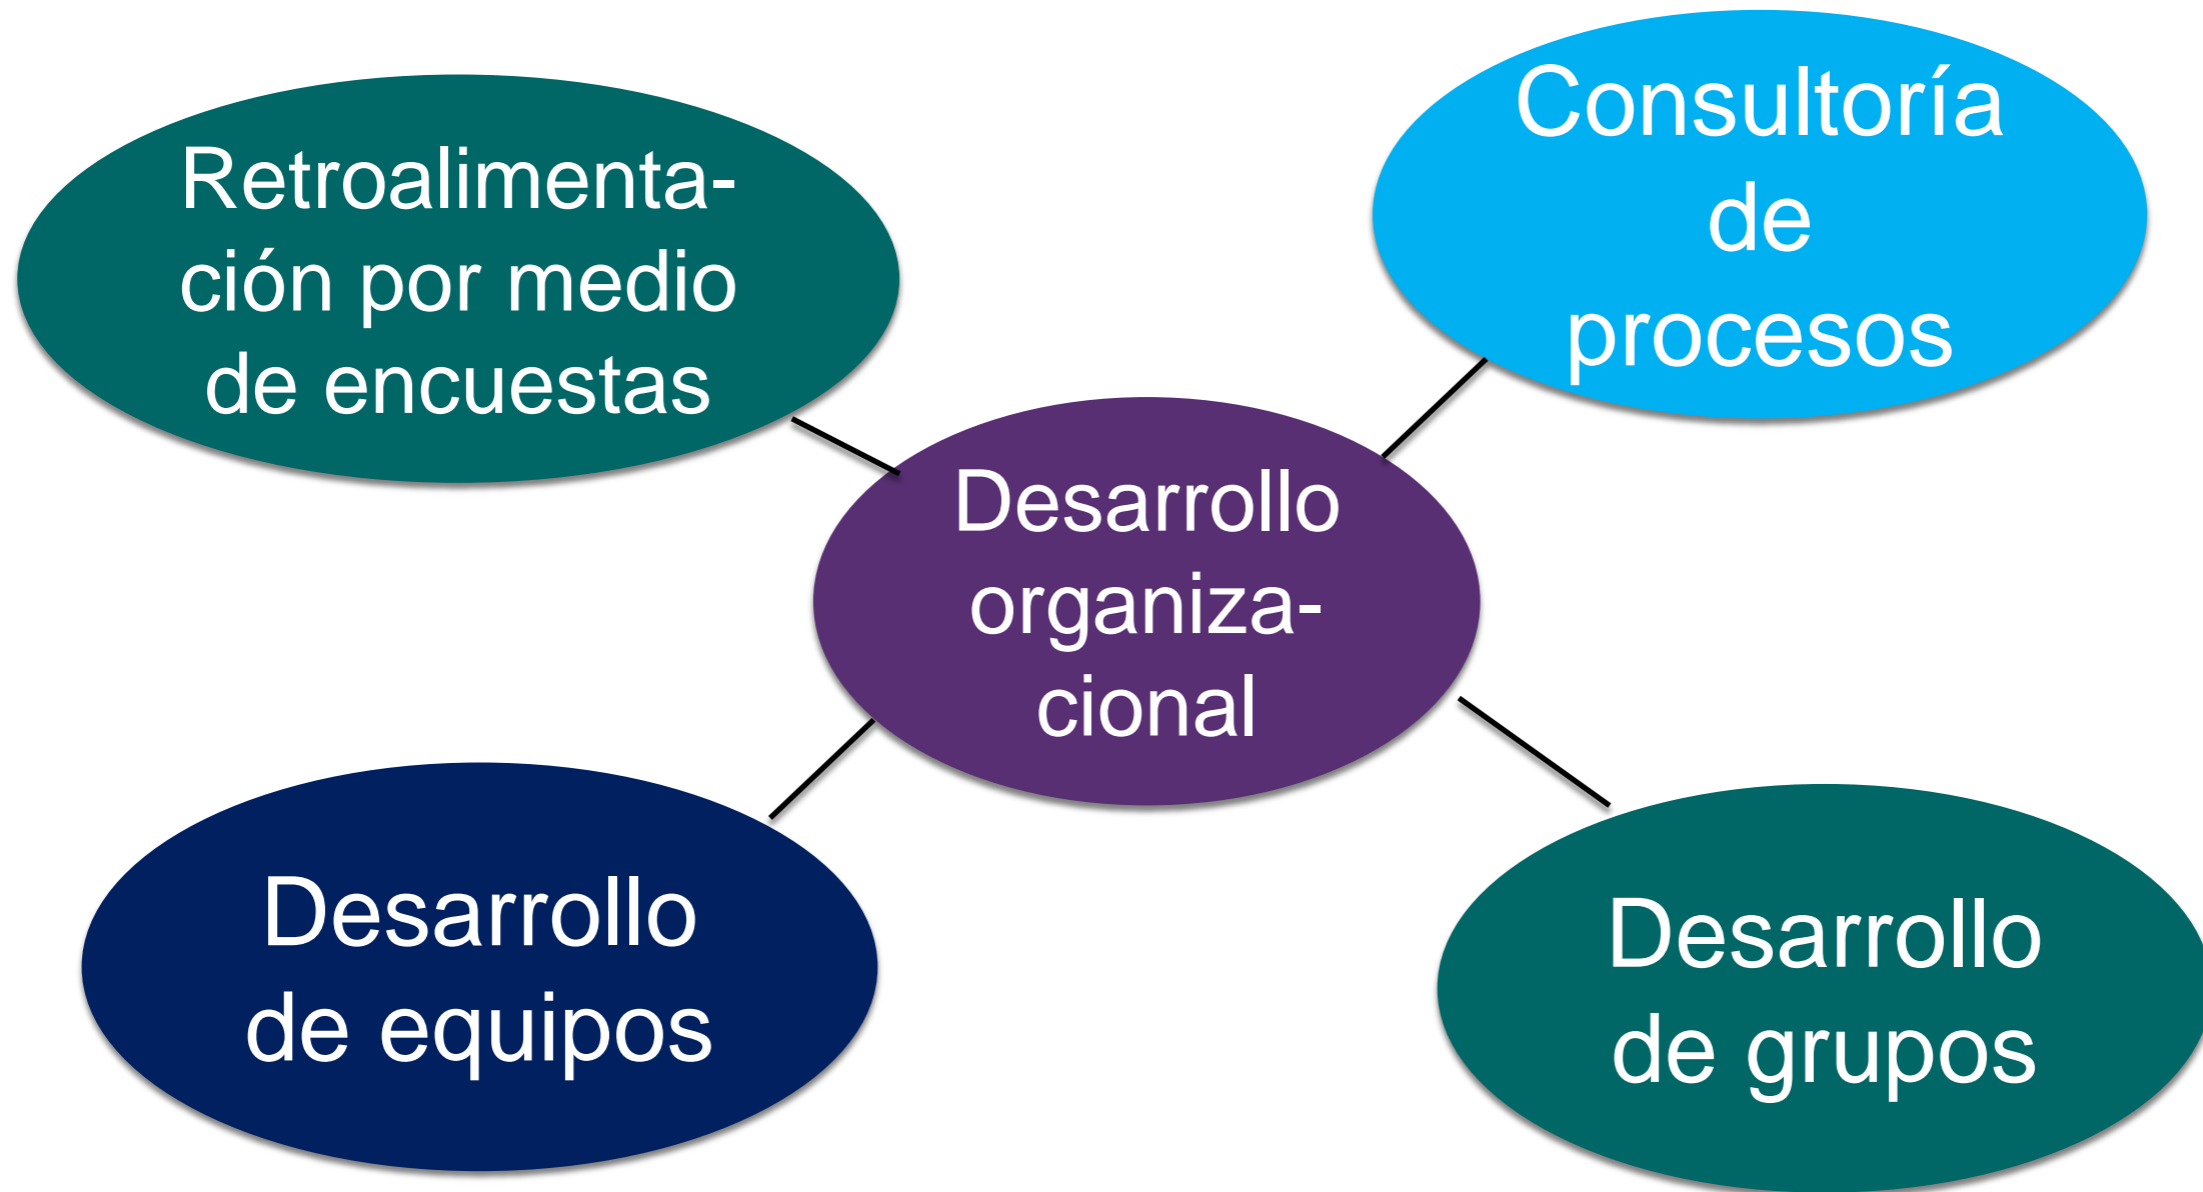 Retroalimenta-
ción por medio
de encuestas
Consultoría
de
procesos
Desarrollo
organiza-
cional
Desarrollo
de equipos
Desarrollo
de grupos